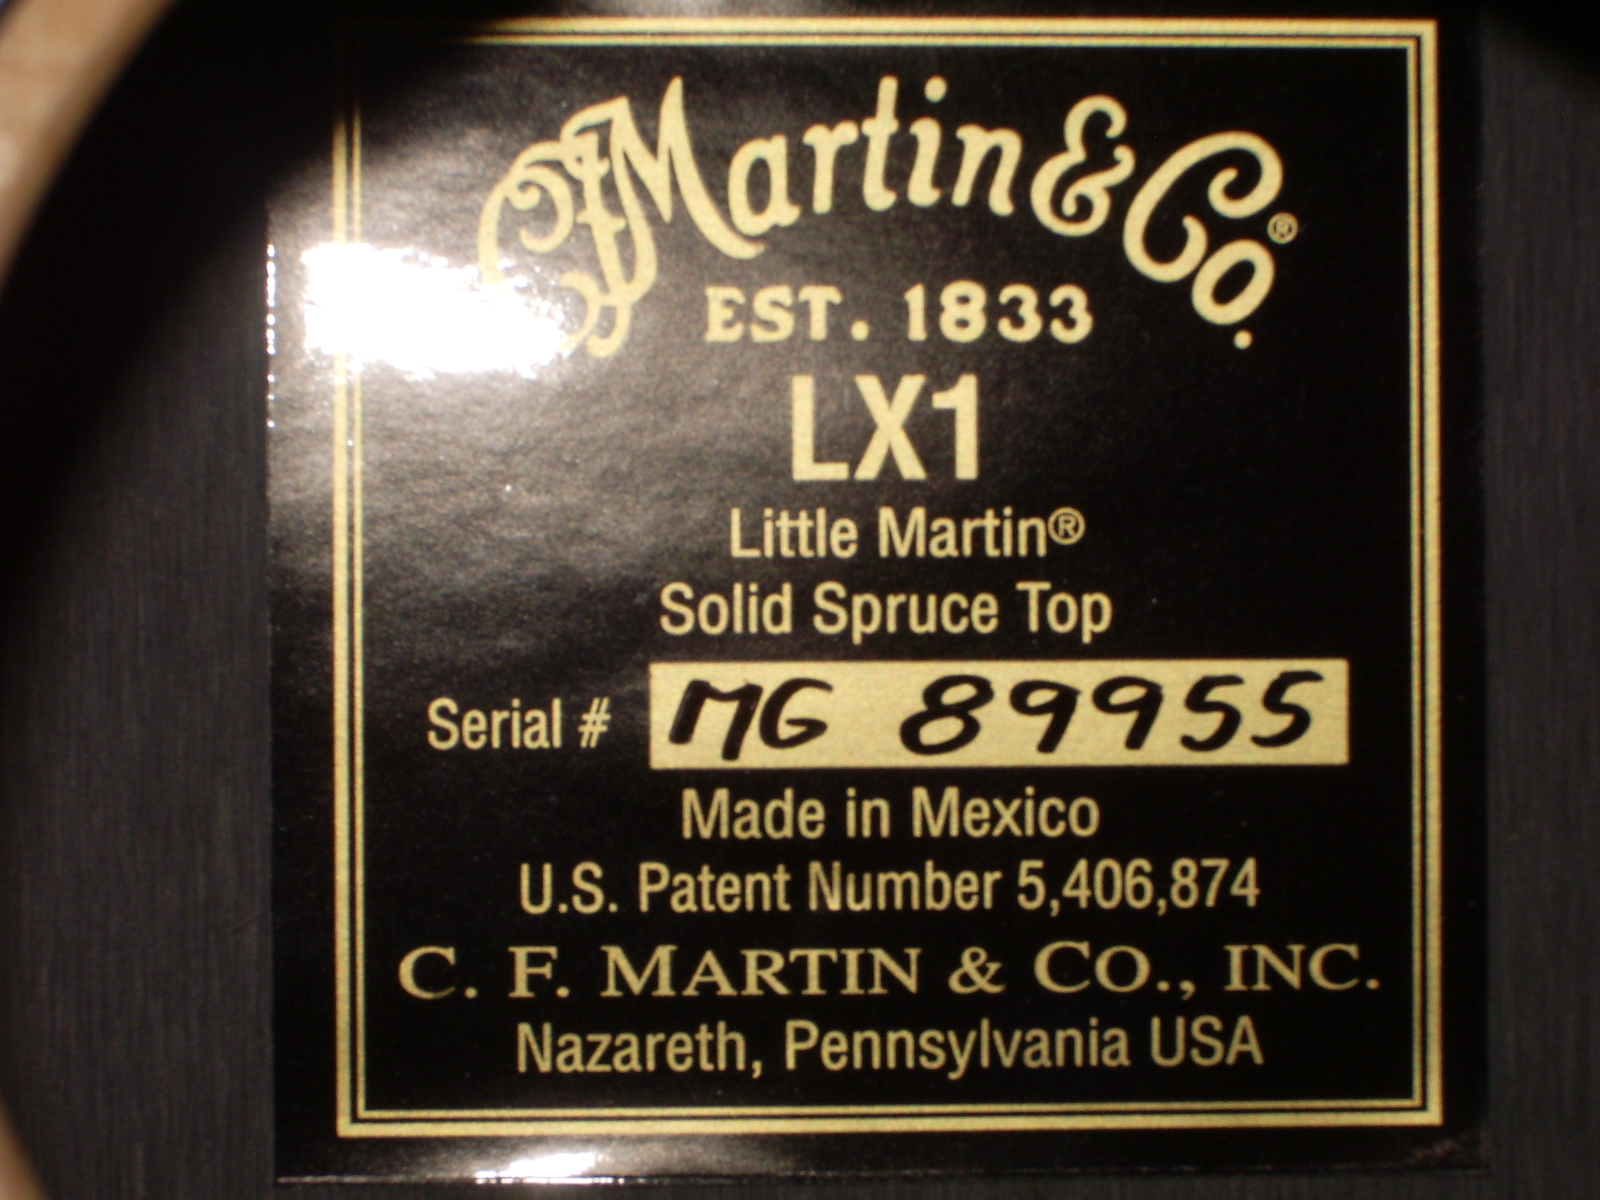 C.F. Martin & Co.®
EST. 1833
LX1
Little Martin®
Solid Spruce Top
Serial # MG 89955
Made in Mexico
U.S. Patent Number 5,406,874
C. F. MARTIN & CO., INC.
Nazareth, Pennsylvania USA